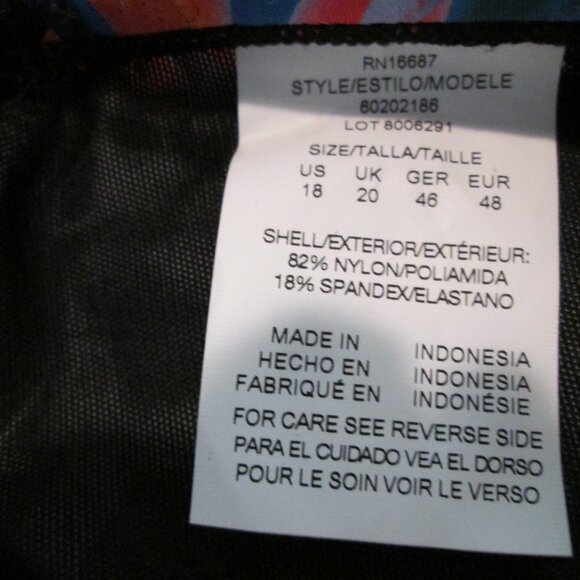 RN16687
STYLE/ESTILO/MODELE
60202186
LOT 8006291
SIZE/TALLA/TAILLE
US UK GER EUR
18 20 46 48
SHELL/EXTERIOR/EXTÉRIEUR:
82% NYLON/POLIAMIDA
18% SPANDEX/ELASTANO
MADE IN INDONESIA
HECHO EN INDONESIA
FABRIQUÉ EN INDONÉSIE
FOR CARE SEE REVERSE SIDE
PARA EL CUIDADO VEA EL DORSO
POUR LE SOIN VOIR LE VERSO